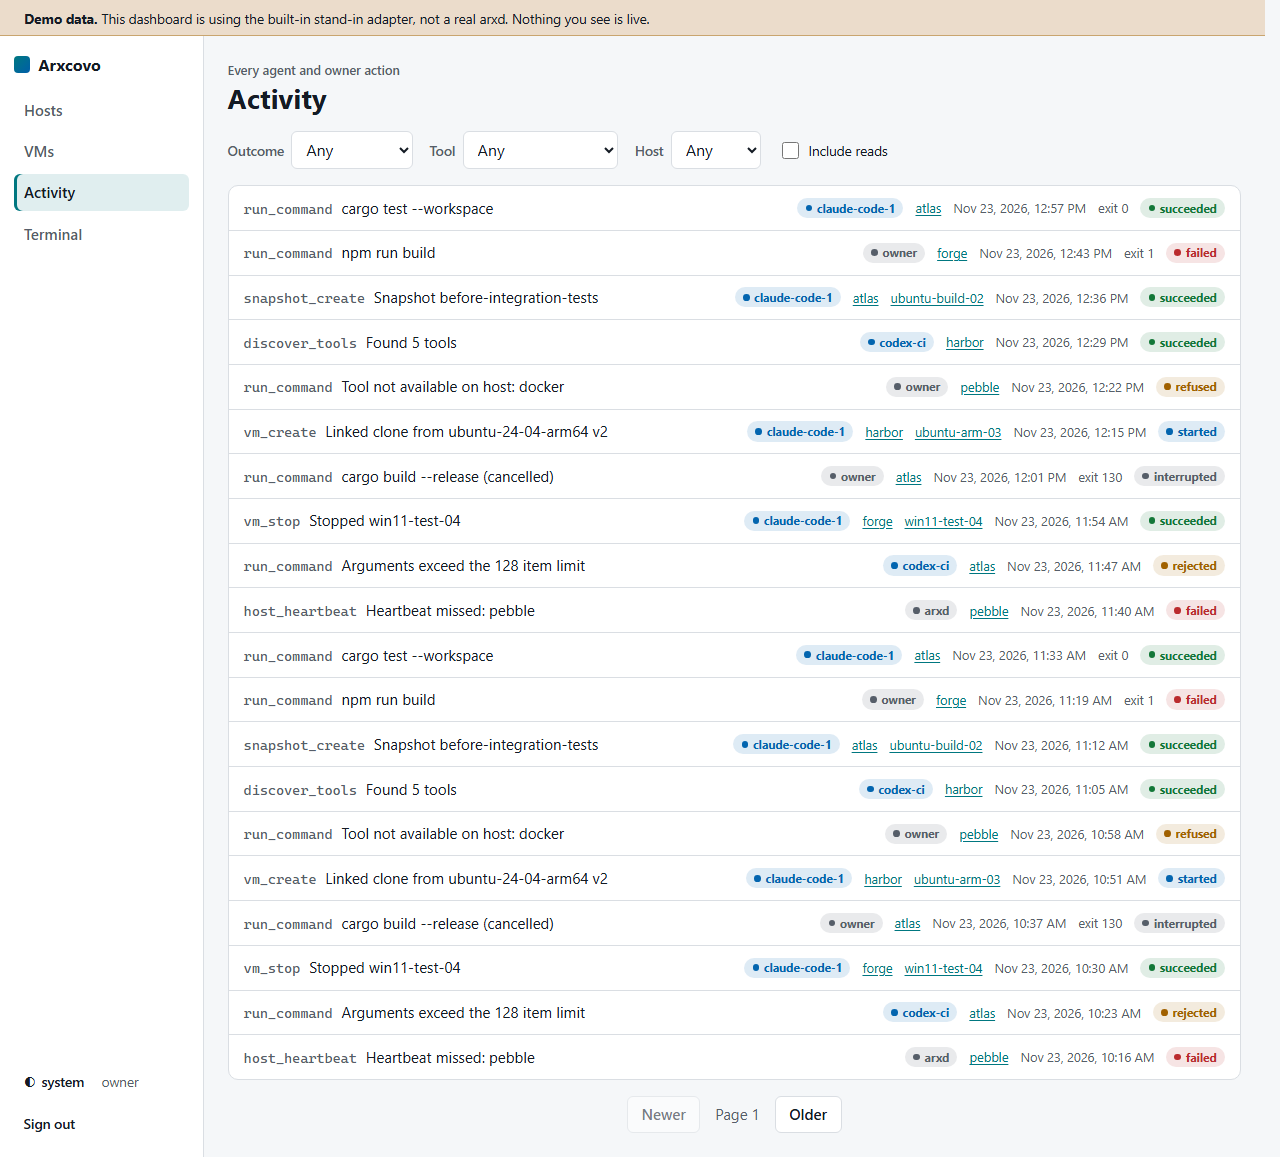 Demo data. This dashboard is using the built-in stand-in adapter, not a real arxd. Nothing you see is live.
Arxcovo
Hosts
VMs
Activity
Terminal
system owner
Sign out
Every agent and owner action
Activity
Outcome Any Tool Any Host Any Include reads
run_command cargo test --workspace claude-code-1 atlas Nov 23, 2026, 12:57 PM exit 0 succeeded
run_command npm run build owner forge Nov 23, 2026, 12:43 PM exit 1 failed
snapshot_create Snapshot before-integration-tests claude-code-1 atlas ubuntu-build-02 Nov 23, 2026, 12:36 PM succeeded
discover_tools Found 5 tools codex-ci harbor Nov 23, 2026, 12:29 PM succeeded
run_command Tool not available on host: docker owner pebble Nov 23, 2026, 12:22 PM refused
vm_create Linked clone from ubuntu-24-04-arm64 v2 claude-code-1 harbor ubuntu-arm-03 Nov 23, 2026, 12:15 PM started
run_command cargo build --release (cancelled) owner atlas Nov 23, 2026, 12:01 PM exit 130 interrupted
vm_stop Stopped win11-test-04 claude-code-1 forge win11-test-04 Nov 23, 2026, 11:54 AM succeeded
run_command Arguments exceed the 128 item limit codex-ci atlas Nov 23, 2026, 11:47 AM rejected
host_heartbeat Heartbeat missed: pebble arxd pebble Nov 23, 2026, 11:40 AM failed
run_command cargo test --workspace claude-code-1 atlas Nov 23, 2026, 11:33 AM exit 0 succeeded
run_command npm run build owner forge Nov 23, 2026, 11:19 AM exit 1 failed
snapshot_create Snapshot before-integration-tests claude-code-1 atlas ubuntu-build-02 Nov 23, 2026, 11:12 AM succeeded
discover_tools Found 5 tools codex-ci harbor Nov 23, 2026, 11:05 AM succeeded
run_command Tool not available on host: docker owner pebble Nov 23, 2026, 10:58 AM refused
vm_create Linked clone from ubuntu-24-04-arm64 v2 claude-code-1 harbor ubuntu-arm-03 Nov 23, 2026, 10:51 AM started
run_command cargo build --release (cancelled) owner atlas Nov 23, 2026, 10:37 AM exit 130 interrupted
vm_stop Stopped win11-test-04 claude-code-1 forge win11-test-04 Nov 23, 2026, 10:30 AM succeeded
run_command Arguments exceed the 128 item limit codex-ci atlas Nov 23, 2026, 10:23 AM rejected
host_heartbeat Heartbeat missed: pebble arxd pebble Nov 23, 2026, 10:16 AM failed
Newer Page 1 Older